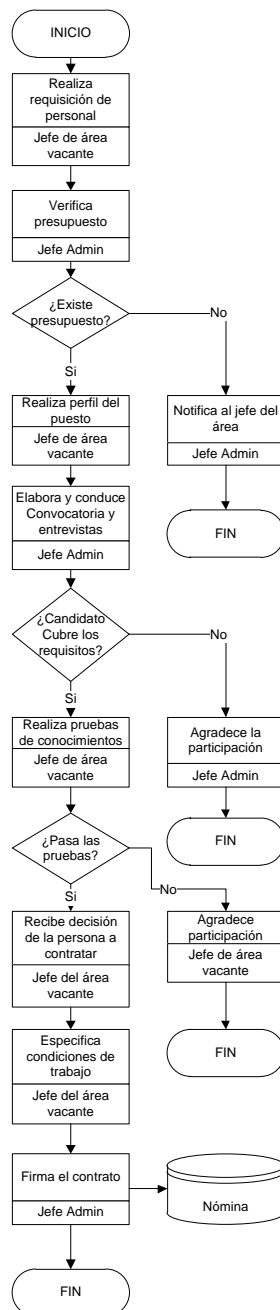 INICIO
Realiza
requisición de
personal
Jefe de área
vacante
Verifica
presupuesto
Jefe Admin
¿Existe
presupuesto?
No
Si
Realiza perfil del
puesto
Jefe de área
vacante
Notifica al jefe del
área
Jefe Admin
FIN
Elabora y conduce
Convocatoria y
entrevistas
Jefe Admin
¿Candidato
Cubre los
requisitos?
No
Si
Realiza pruebas
de conocimientos
Jefe de área
vacante
Agradece la
participación
Jefe Admin
FIN
¿Pasa las
pruebas?
No
Si
Recibe decisión
de la persona a
contratar
Jefe del área
vacante
Agradece
participación
Jefe de área
vacante
FIN
Especifica
condiciones de
trabajo
Jefe del área
vacante
Firma el contrato
Jefe Admin
Nómina
FIN